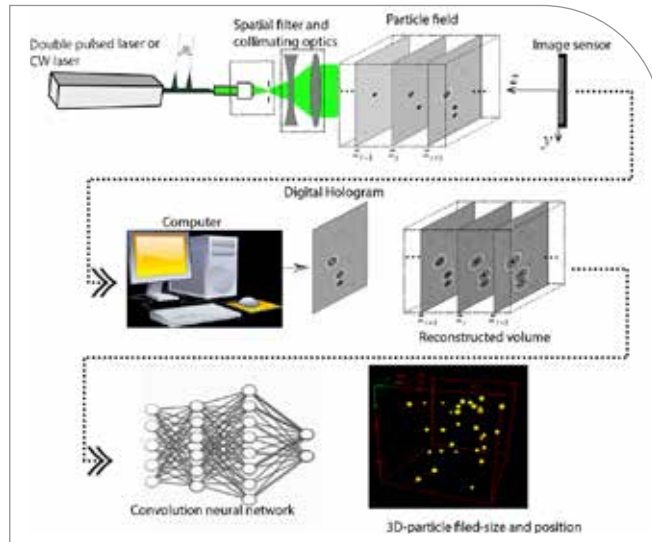 Spatial filter and
collimating optics
Particle field
Double pulsed laser or
CW laser
Image sensor
Digital Hologram
Computer
Reconstructed volume
Convolution neural network
3D-particle filed-size and position